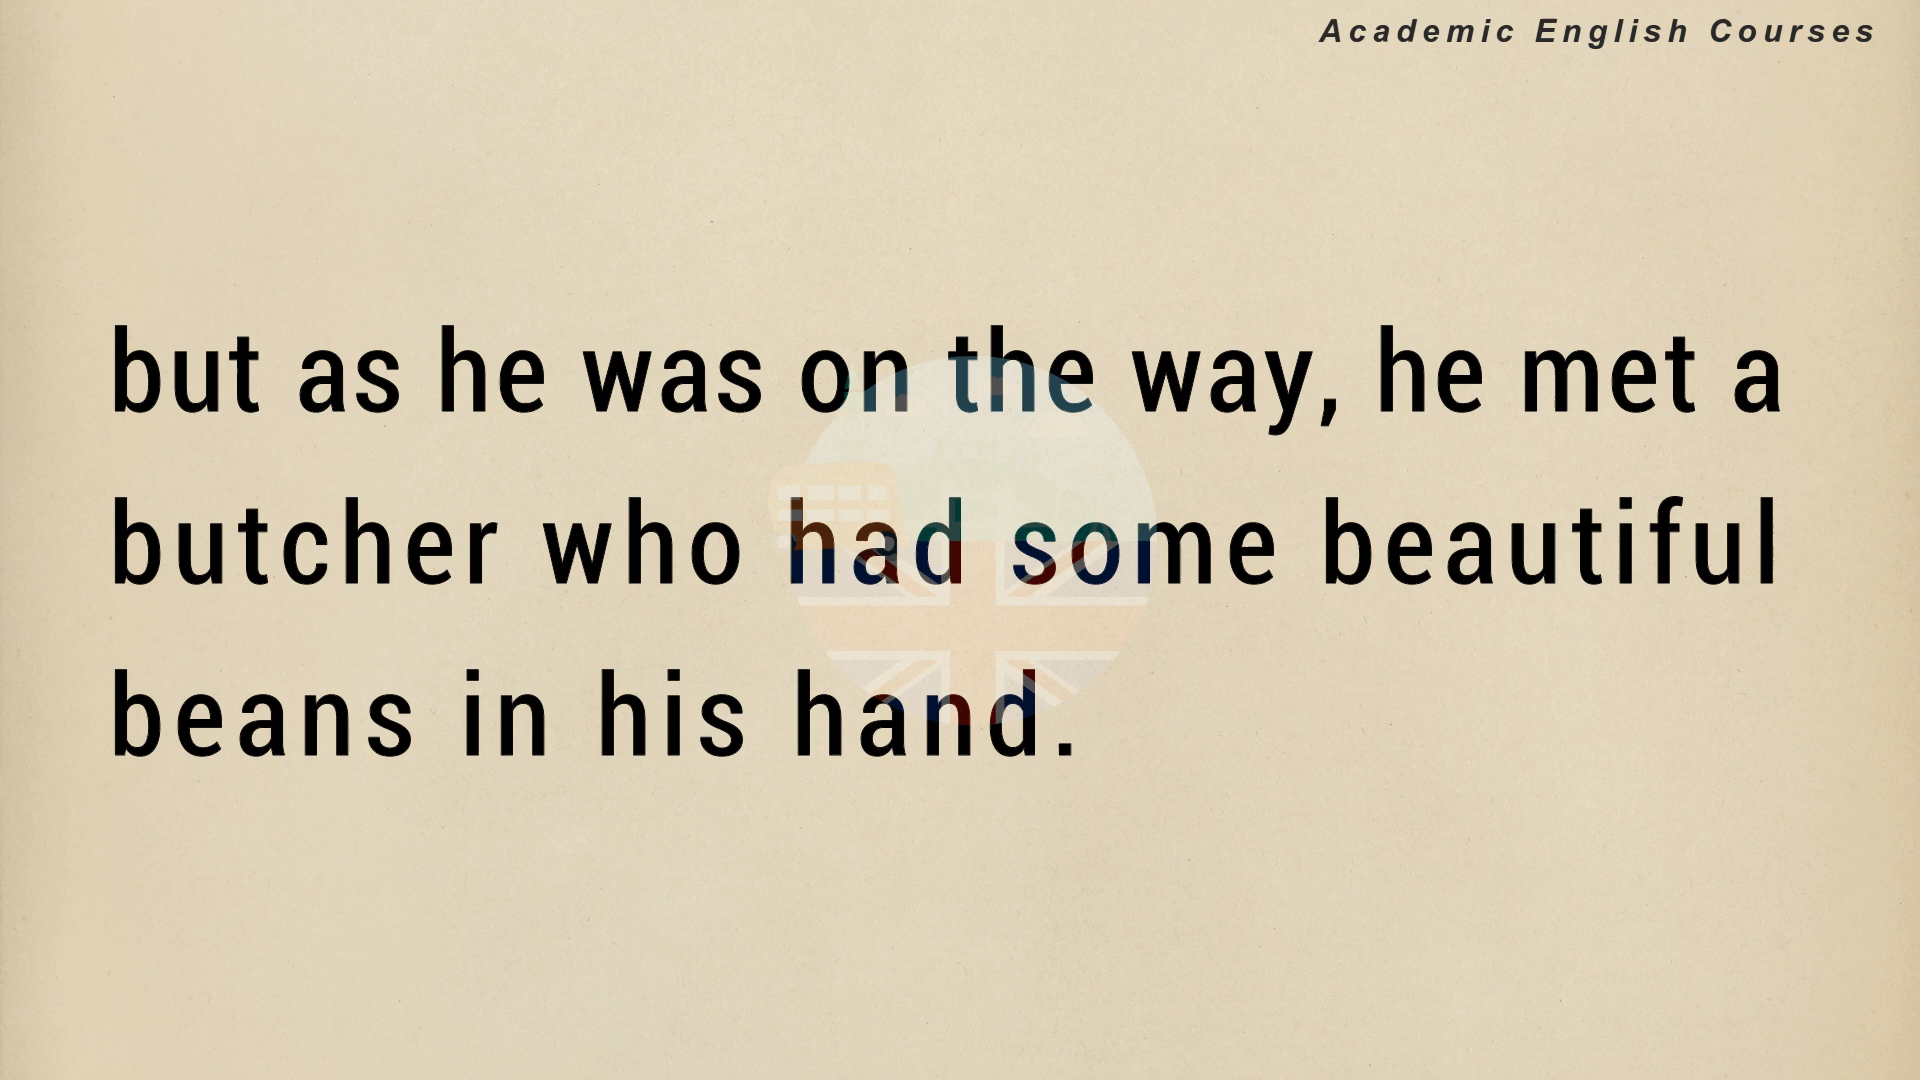 Academic English Courses
but as he was on the way, he met a
butcher who had some beautiful
beans in his hand.